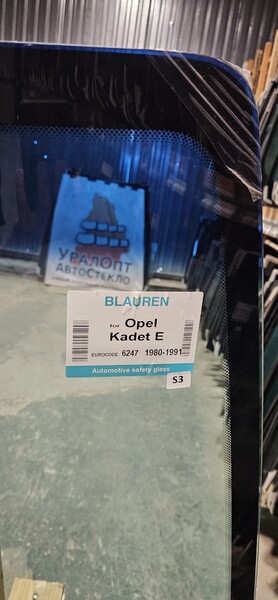 УРАЛОПТ
АВТОСТЕКЛО
BLAUREN
for Opel
Kadet E
EUROCODE: 6247 1980-1991
Automotive safety glass
S3